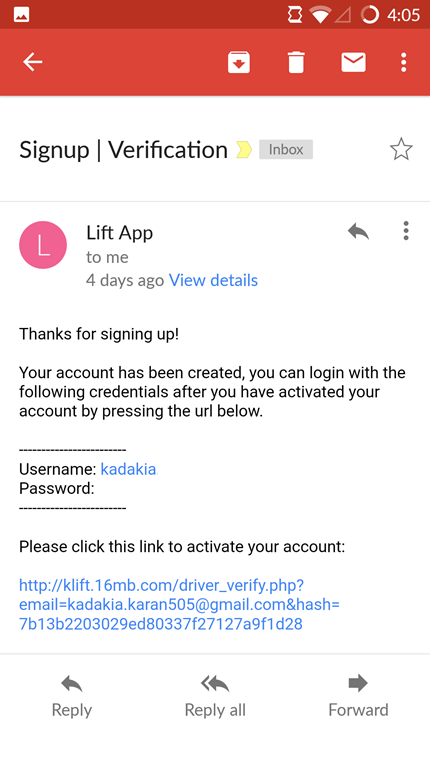 4:05
Signup | Verification Inbox
L
Lift App
to me
4 days ago View details
Thanks for signing up!
Your account has been created, you can login with the
following credentials after you have activated your
account by pressing the url below.
------------------------
Username: kadakia
Password:
------------------------
Please click this link to activate your account:
http://klift.16mb.com/driver_verify.php?
email=kadakia.karan505@gmail.com&hash=
7b13b2203029ed80337f27127a9f1d28
Reply Reply all Forward